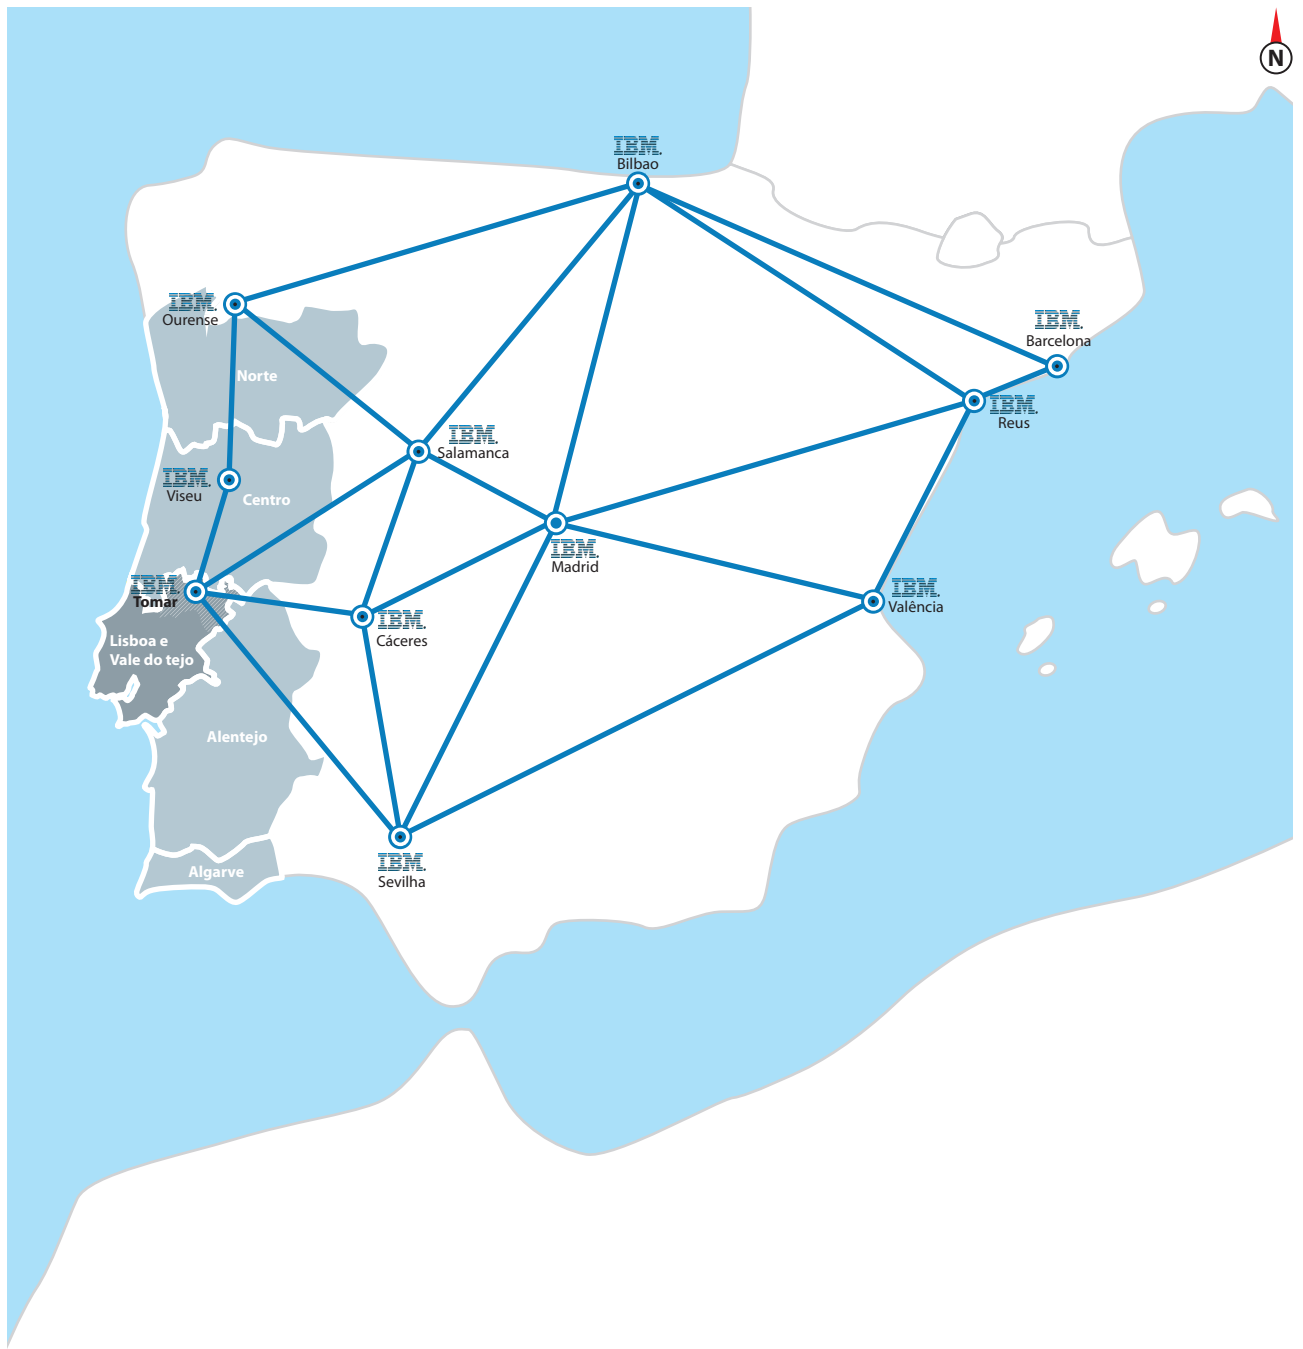 N
IBM.
Bilbao
IBM.
Ourense
IBM.
Barcelona
Norte
IBM.
Reus
IBM.
Salamanca
IBM.
Viseu
Centro
IBM.
Madrid
IBM.
Tomar
IBM.
Valência
IBM.
Cáceres
Lisboa e
Vale do tejo
Alentejo
IBM.
Sevilha
Algarve